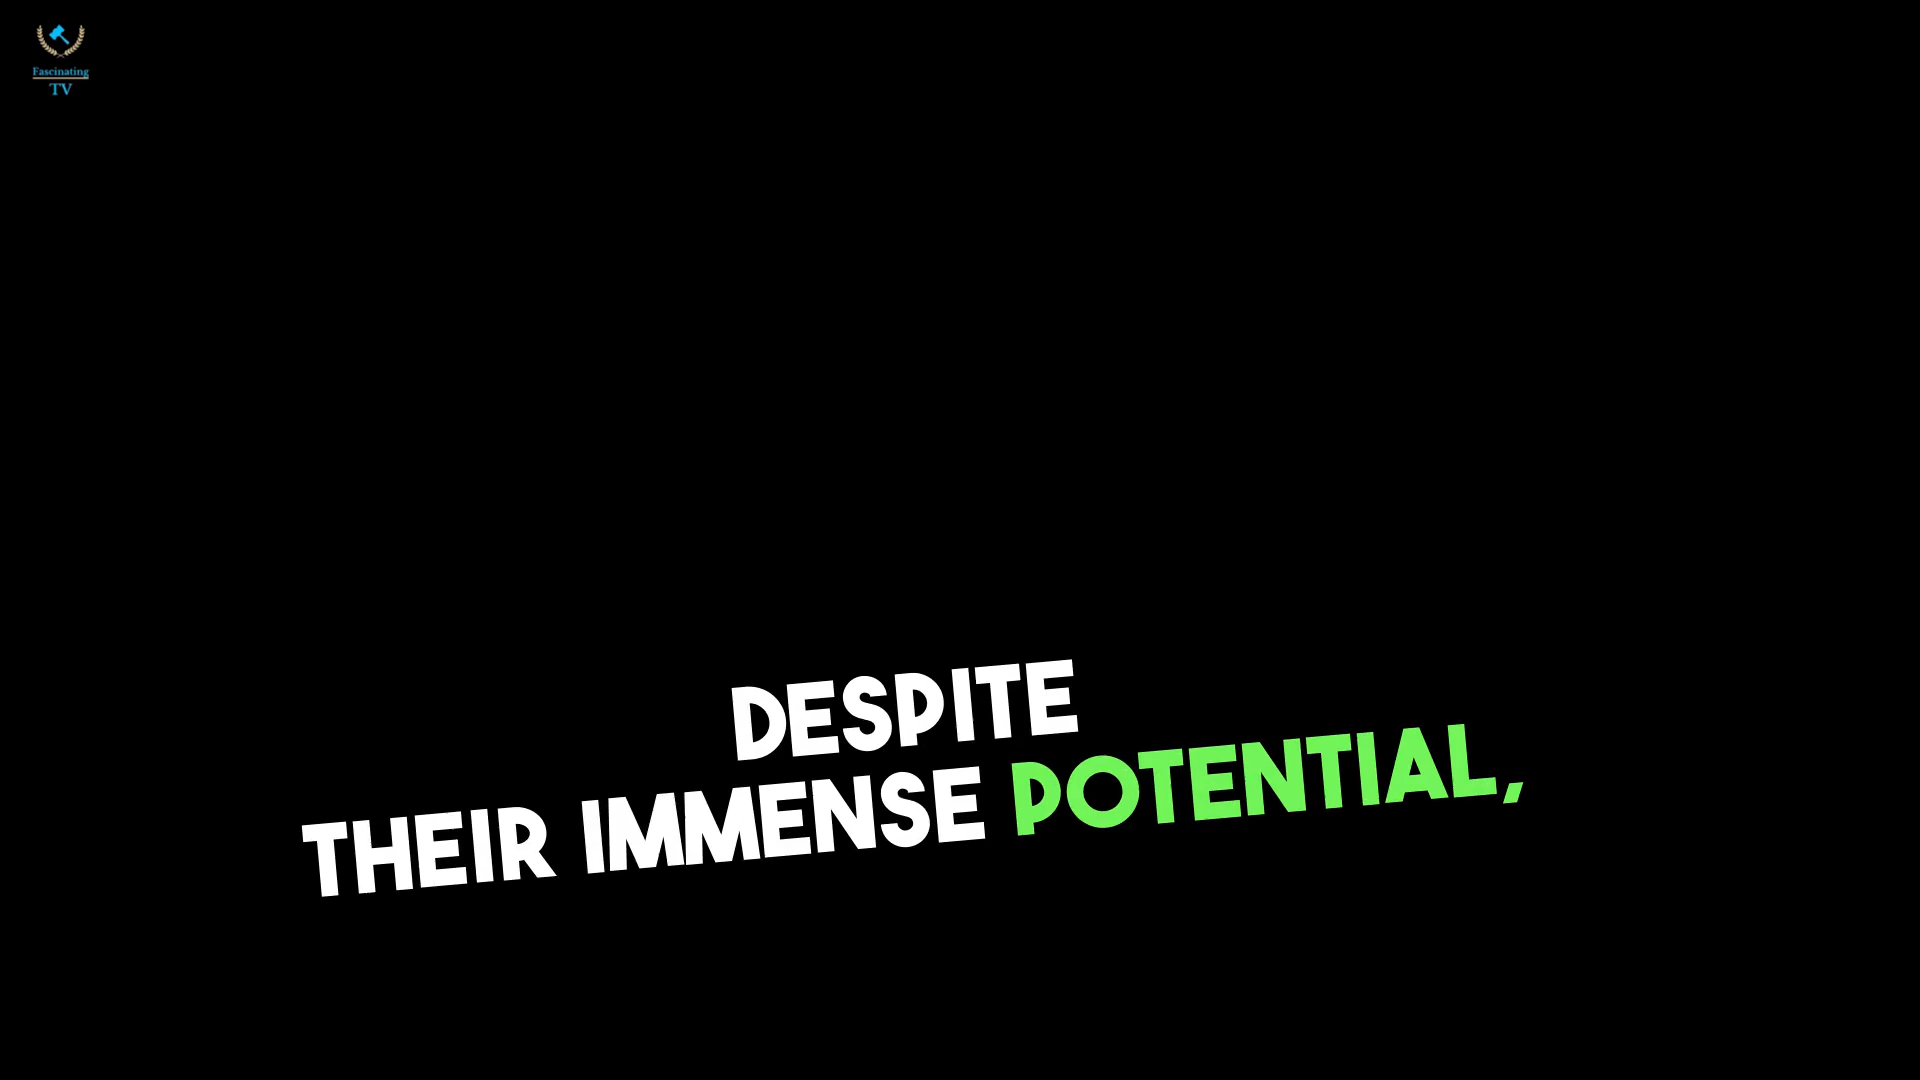 Fascinating
TV
DESPITE
THEIR IMMENSE POTENTIAL,